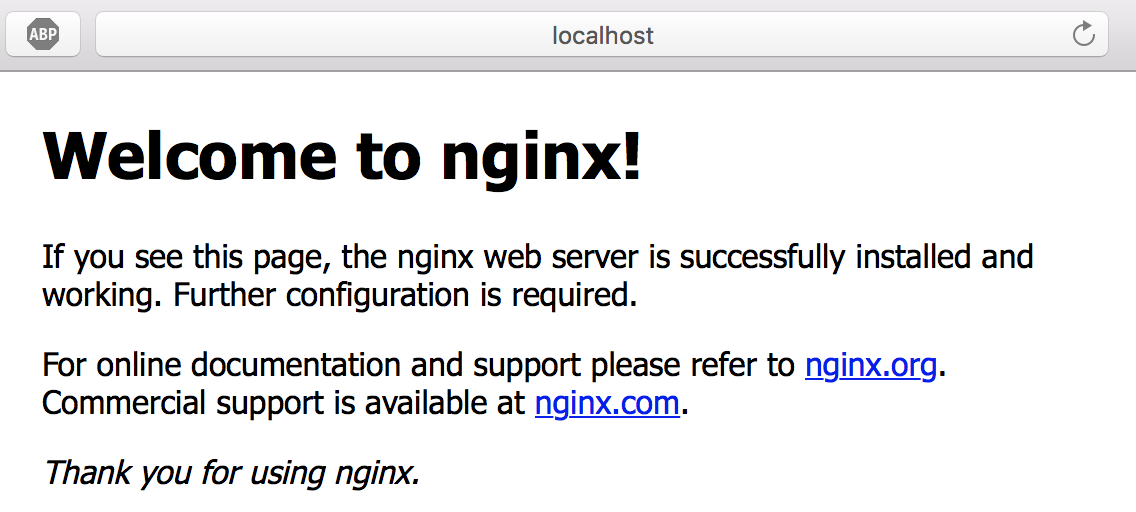 ABP
localhost
Welcome to nginx!
If you see this page, the nginx web server is successfully installed and
working. Further configuration is required.
For online documentation and support please refer to nginx.org.
Commercial support is available at nginx.com.
Thank you for using nginx.